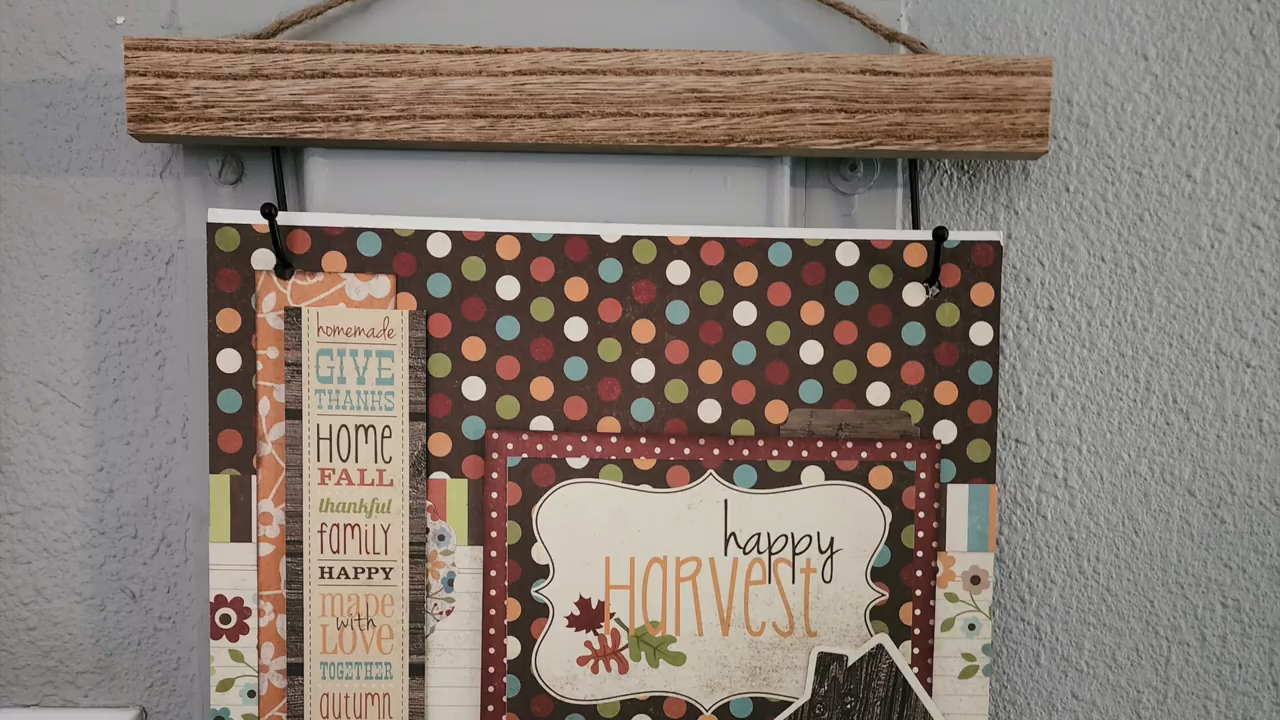 homemade
GIVE
THANKS
HOME
FALL
thankful
family
HAPPY
made
with
LOVE
TOGETHER
autumn
happy
HARVEST